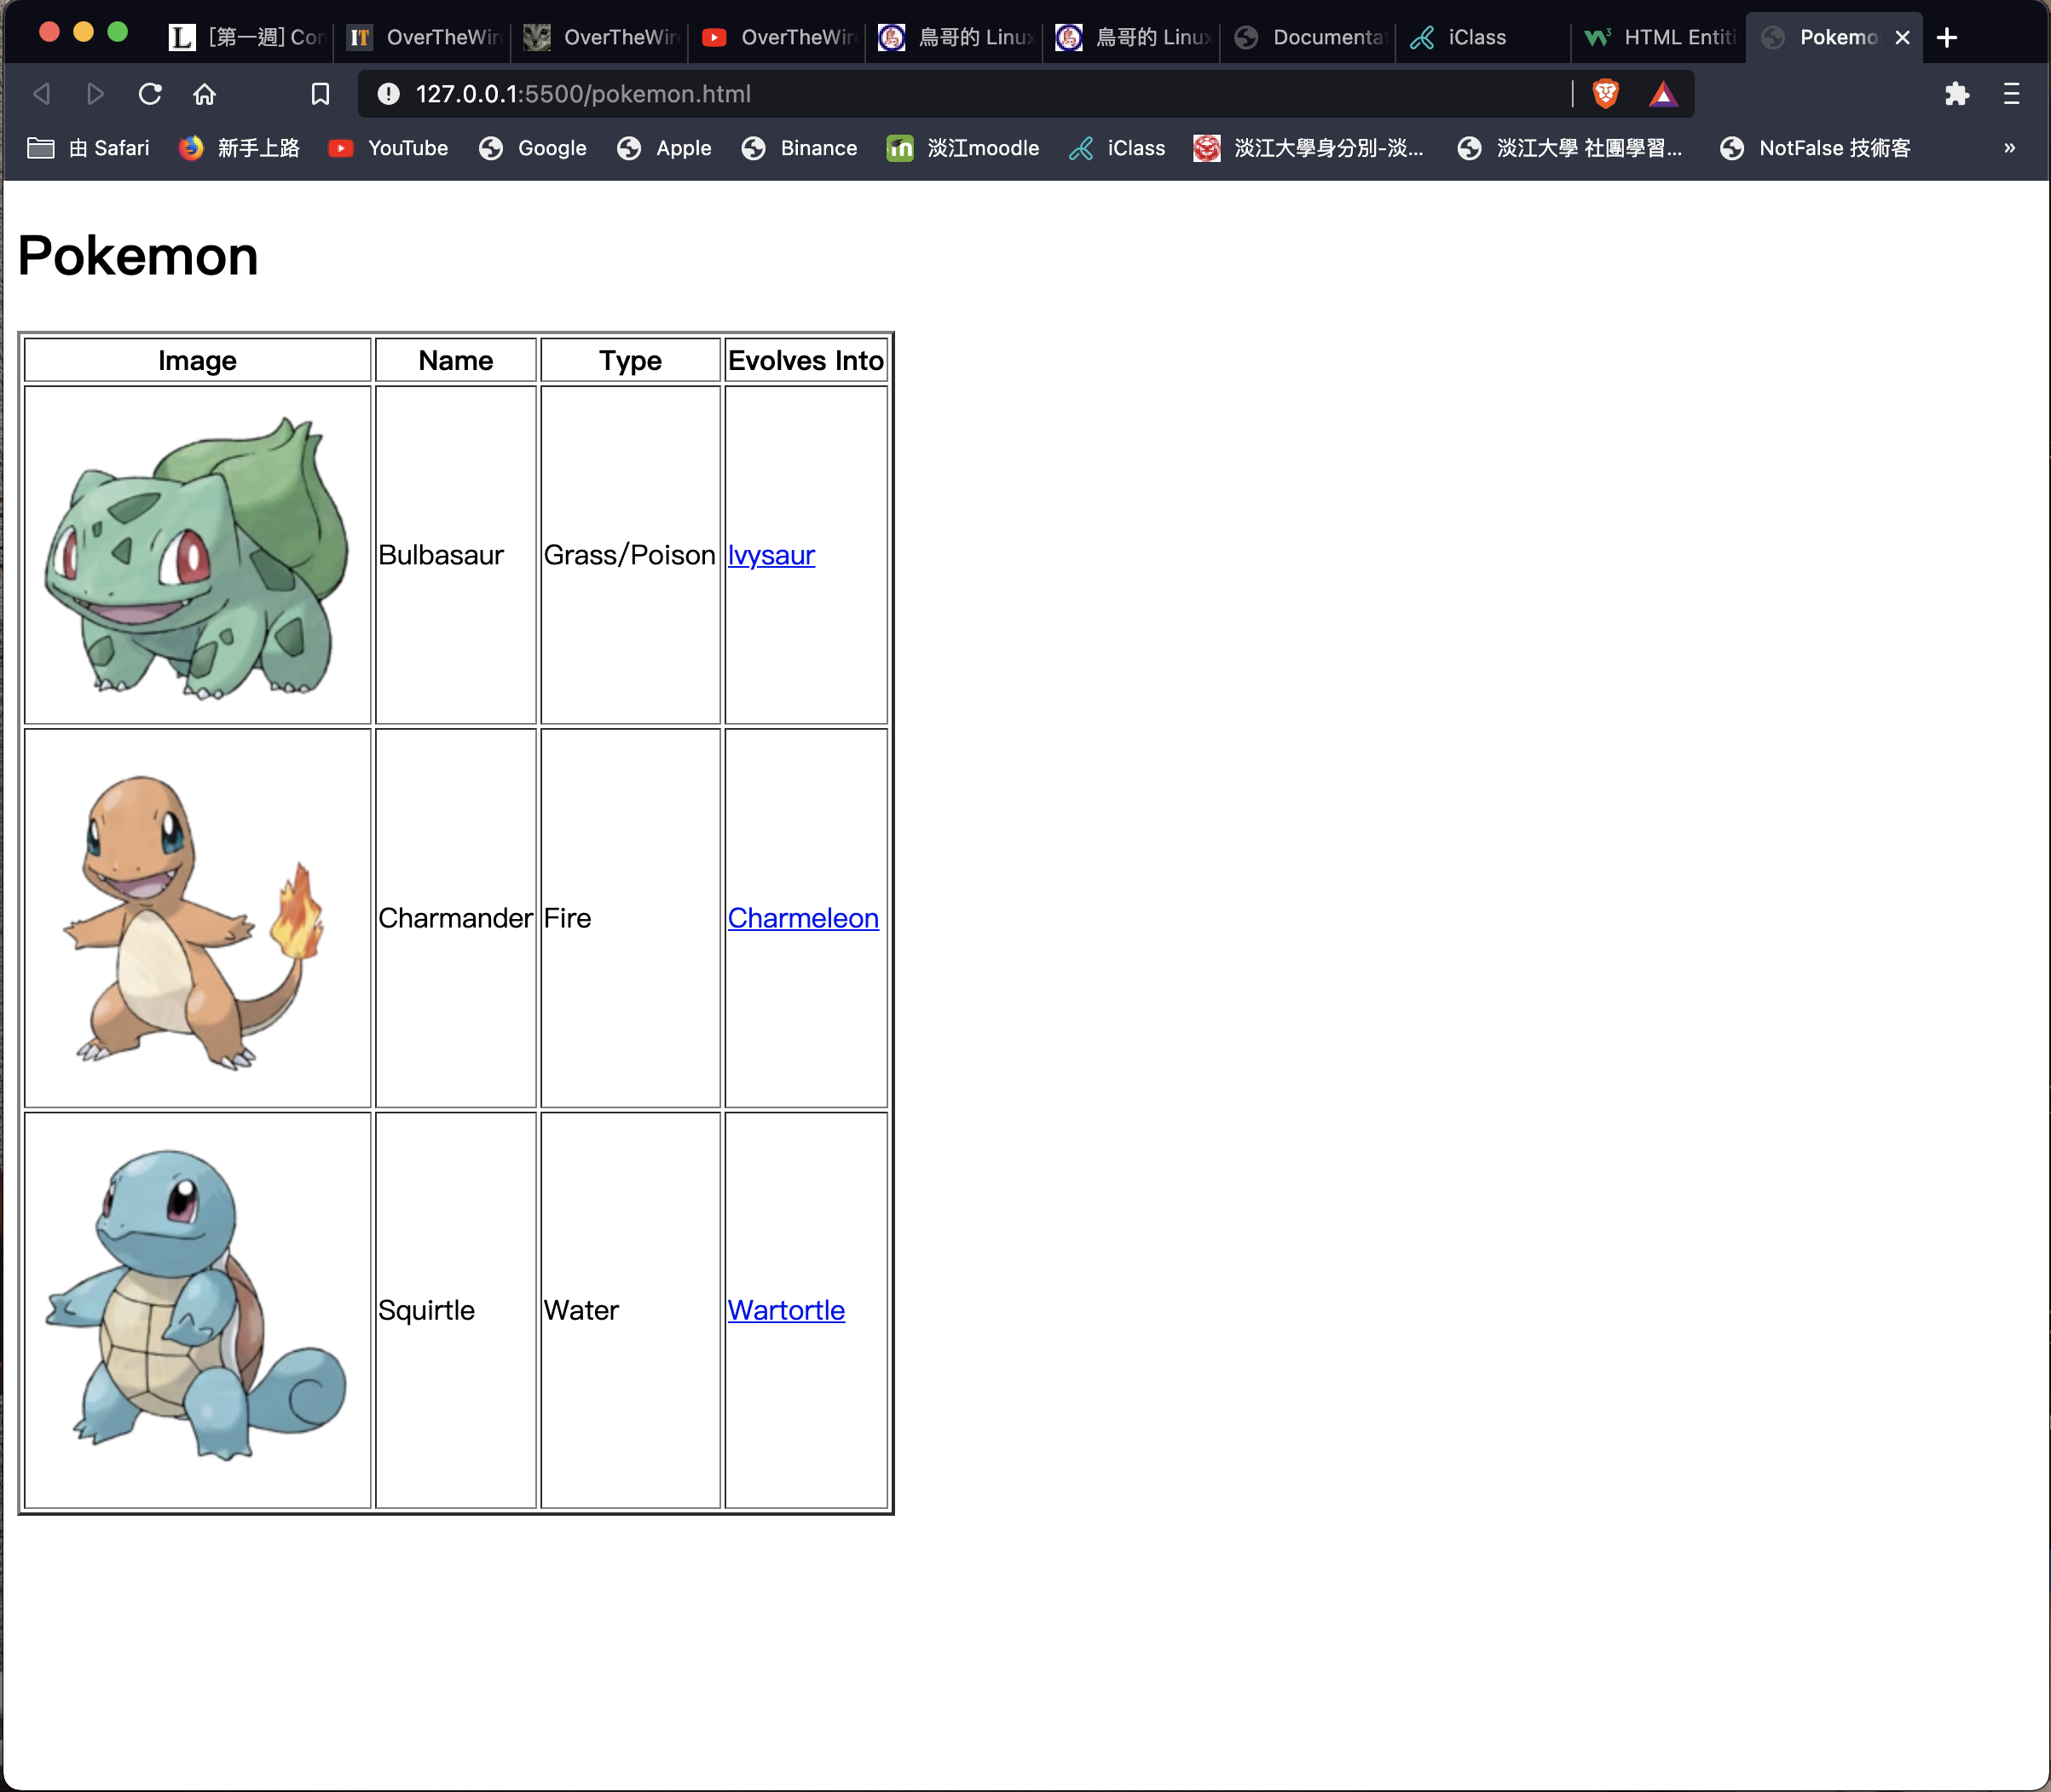 [第一週] Con
OverTheWir
OverTheWir
OverTheWir
鳥哥的 Linux
鳥哥的 Linux
Documentat
iClass
HTML Entiti
Pokemo
127.0.0.1:5500/pokemon.html
由 Safari
新手上路
YouTube
Google
Apple
Binance
淡江moodle
iClass
淡江大學身分別-淡...
淡江大學 社團學習...
NotFalse 技術客
»
Pokemon
Image Name Type Evolves Into
Bulbasaur Grass/Poison Ivysaur
Charmander Fire Charmeleon
Squirtle Water Wartortle